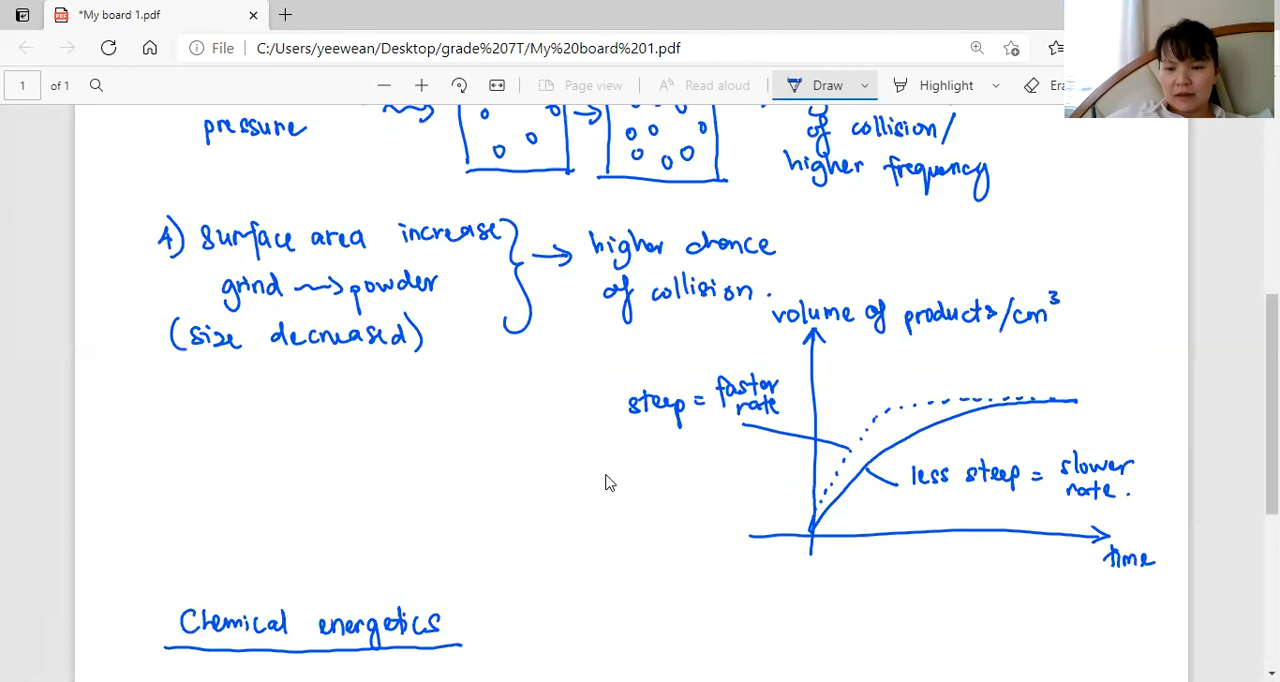 *My board 1.pdf
File C:/Users/yeewean/Desktop/grade%207T/My%20board%201.pdf
1 of 1
Page view
Read aloud
Draw
Highlight
Era
pressure
of collision/
higher frequency
4) surface area increase
grind powder
(size decreased)
higher chance
of collision.
volume of products/cm³
steep = faster
rate
less steep = slower
rate.
time
Chemical energetics